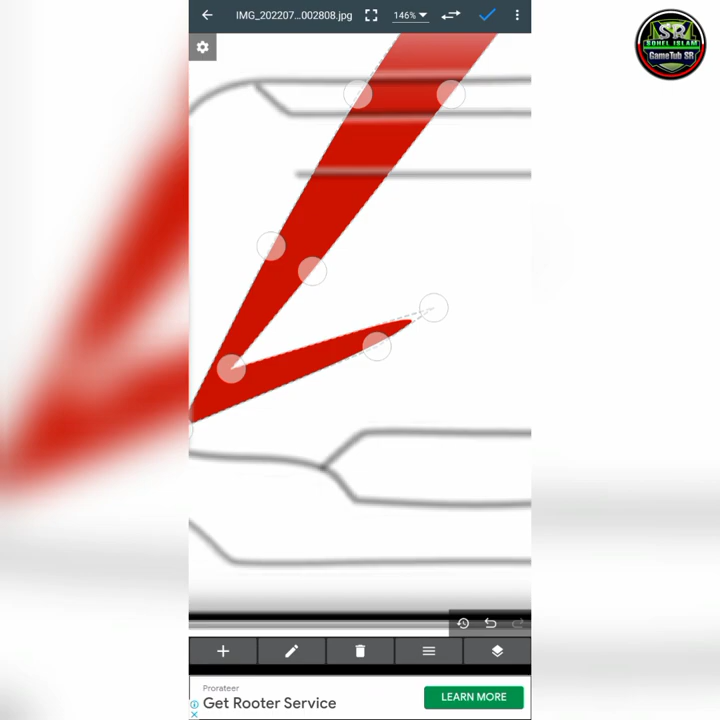 IMG_202207...002808.jpg
146%
SR
SOHEL ISLAM
GameTub SR
Prorateer
Get Rooter Service
LEARN MORE